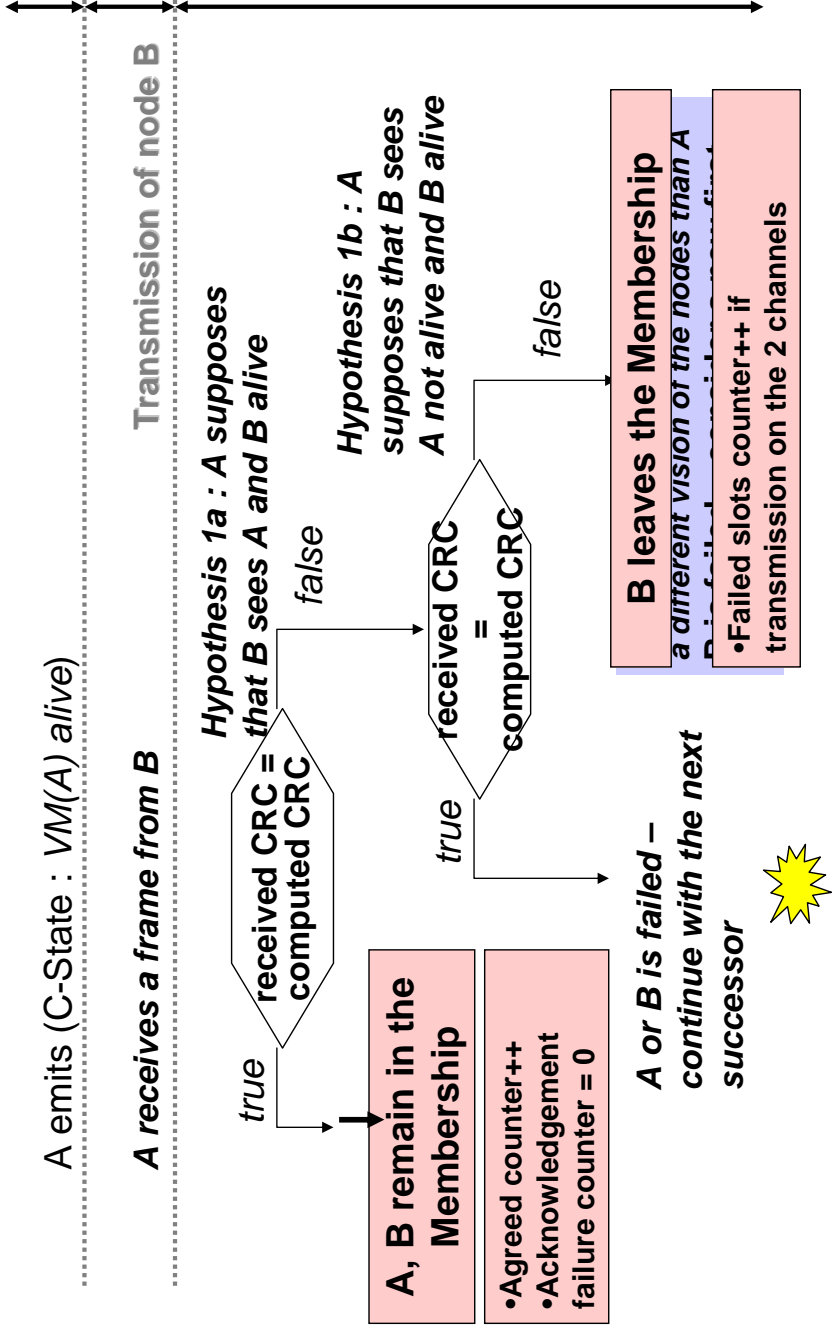 A emits (C-State : VM(A) alive)
A receives a frame from B
Transmission of node B
Hypothesis 1a : A supposes
that B sees A and B alive
received CRC =
computed CRC
true
false
A, B remain in the
Membership
•Agreed counter++
•Acknowledgement
failure counter = 0
Hypothesis 1b : A
supposes that B sees
A not alive and B alive
received CRC
=
computed CRC
true
false
A or B is failed –
continue with the next
successor
B leaves the Membership
a different vision of the nodes than A
•Failed slots counter++ if
transmission on the 2 channels